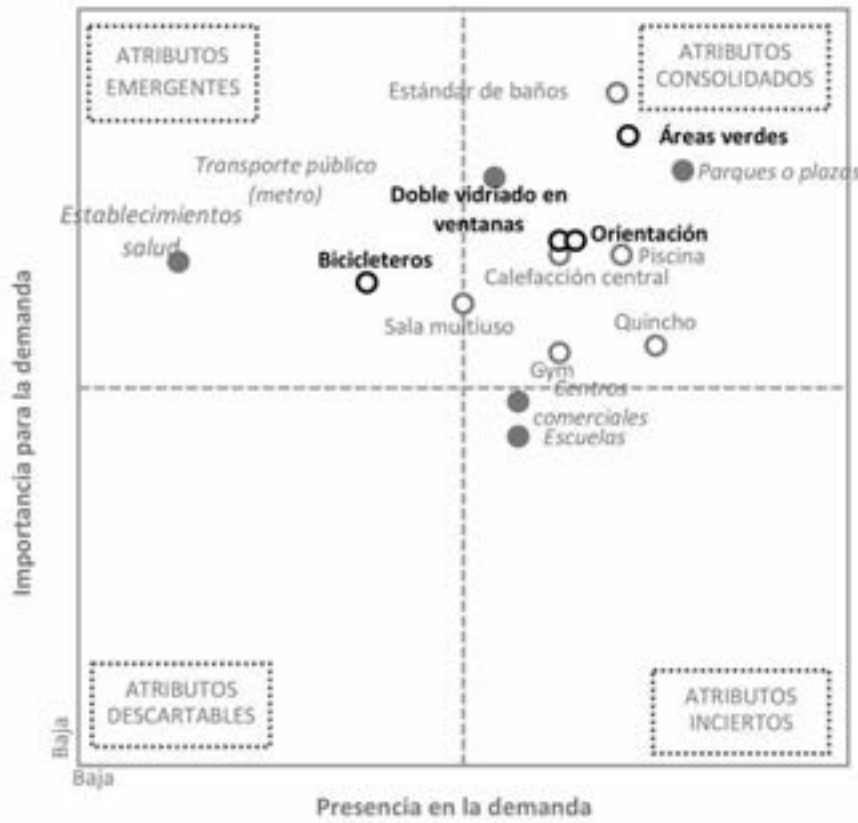 ATRIBUTOS
EMERGENTES
ATRIBUTOS
CONSOLIDADOS
Estándar de baños
Áreas verdes
Transporte público
(metro)
Parques o plazas
Doble vidriado en
ventanas
Establecimientos
salud
Orientación
Bicicleteros
Piscina
Calefacción central
Sala multiuso
Quincho
Gym
Centros
comerciales
Escuelas
Importancia para la demanda
ATRIBUTOS
DESCARTABLES
ATRIBUTOS
INCIERTOS
Baja
Baja
Presencia en la demanda